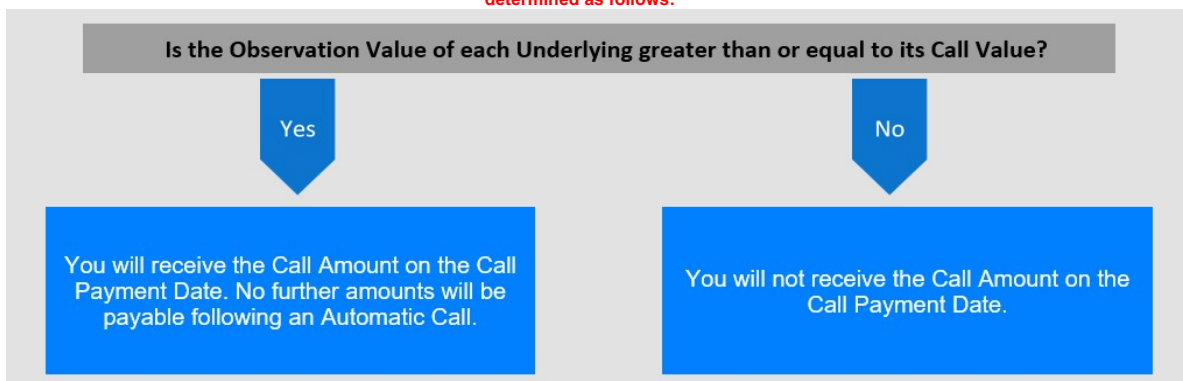 determined as follows:
Is the Observation Value of each Underlying greater than or equal to its Call Value?
Yes
No
You will receive the Call Amount on the Call
Payment Date. No further amounts will be
payable following an Automatic Call.
You will not receive the Call Amount on the
Call Payment Date.